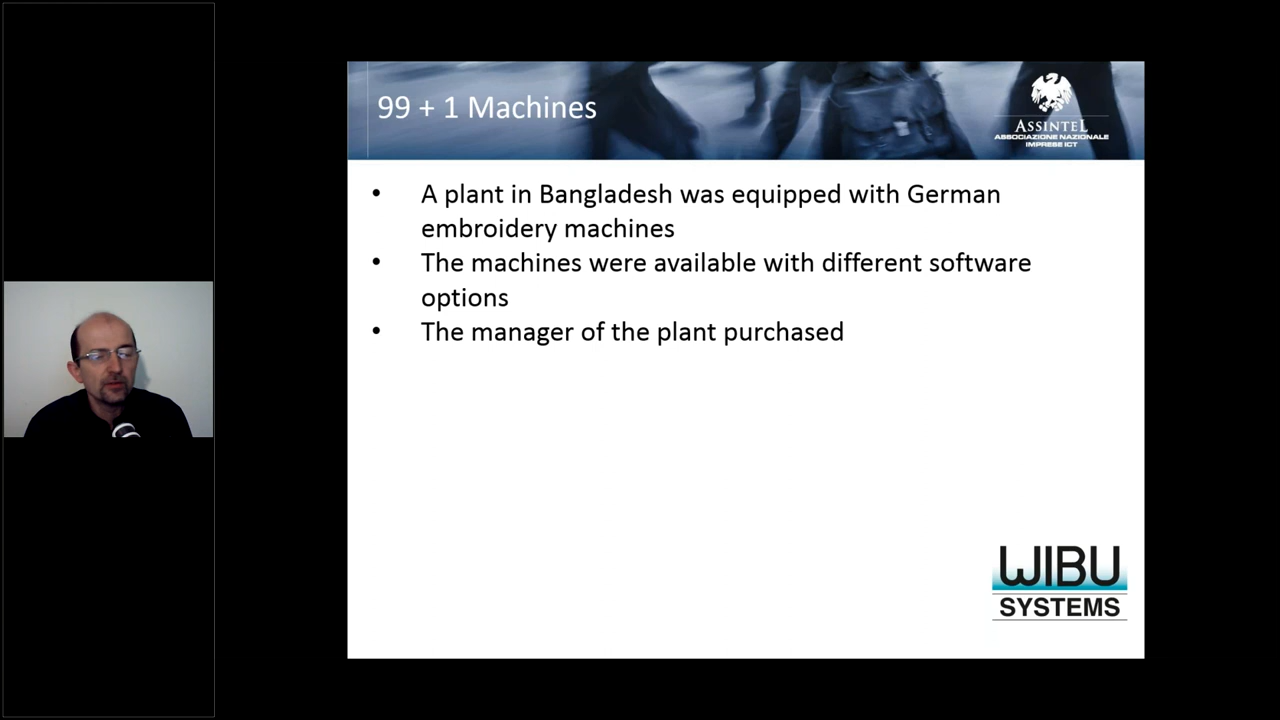 99 + 1 Machines
ASSINTEL
ASSOCIAZIONE NAZIONALE
IMPRESE ICT
• A plant in Bangladesh was equipped with German
embroidery machines
• The machines were available with different software
options
• The manager of the plant purchased
WIBU
SYSTEMS